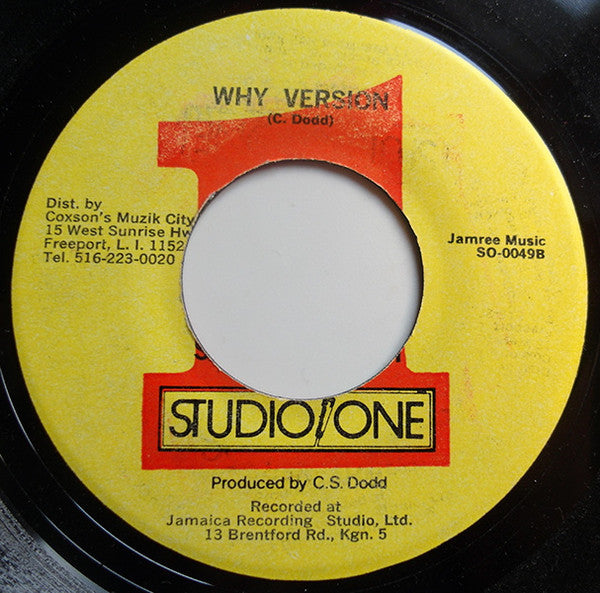 WHY VERSION
(C. Dodd)
Dist. by
Coxson's Muzik City
15 West Sunrise Hw
Freeport, L. I. 1152
Tel. 516-223-0020
Jamree Music
SO-0049B
STUDIO ONE
Produced by C.S. Dodd
Recorded at
Jamaica Recording Studio, Ltd.
13 Brentford Rd., Kgn. 5